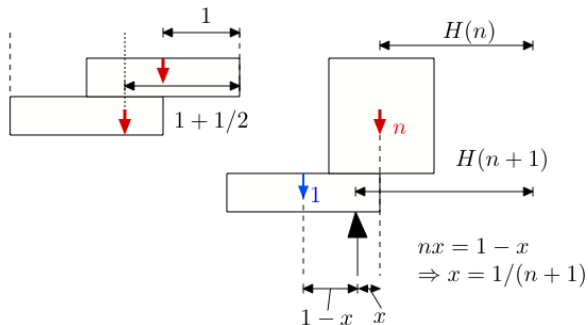 1
1 + 1/2
H(n)
n
H(n + 1)
1
nx = 1 − x
⇒ x = 1/(n + 1)
1 − x
x